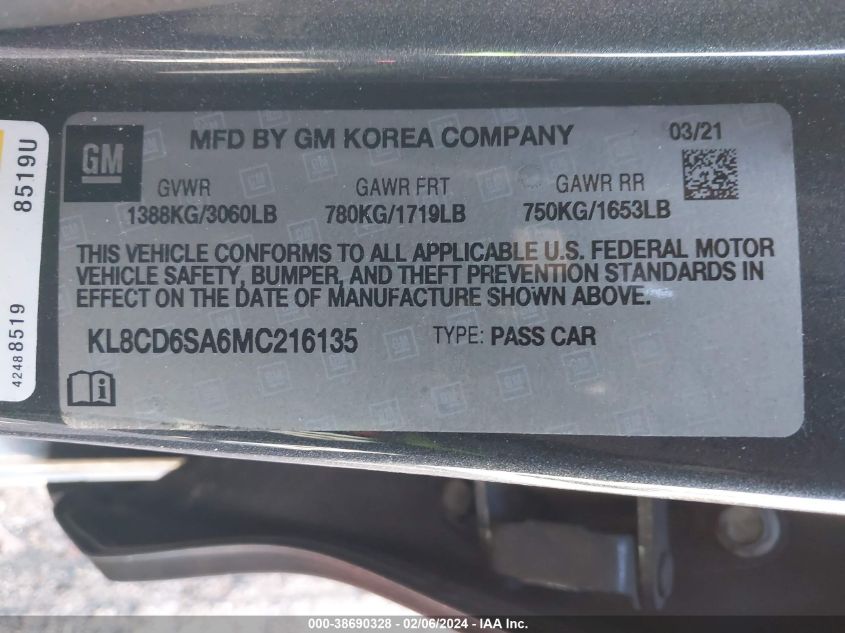 MFD BY GM KOREA COMPANY 03/21
GM
GVWR GAWR FRT GAWR RR
1388KG/3060LB 780KG/1719LB 750KG/1653LB
THIS VEHICLE CONFORMS TO ALL APPLICABLE U.S. FEDERAL MOTOR
VEHICLE SAFETY, BUMPER, AND THEFT PREVENTION STANDARDS IN
EFFECT ON THE DATE OF MANUFACTURE SHOWN ABOVE.
KL8CD6SA6MC216135 TYPE: PASS CAR
8519U
42488519
000-38690328 - 02/06/2024 - IAA Inc.